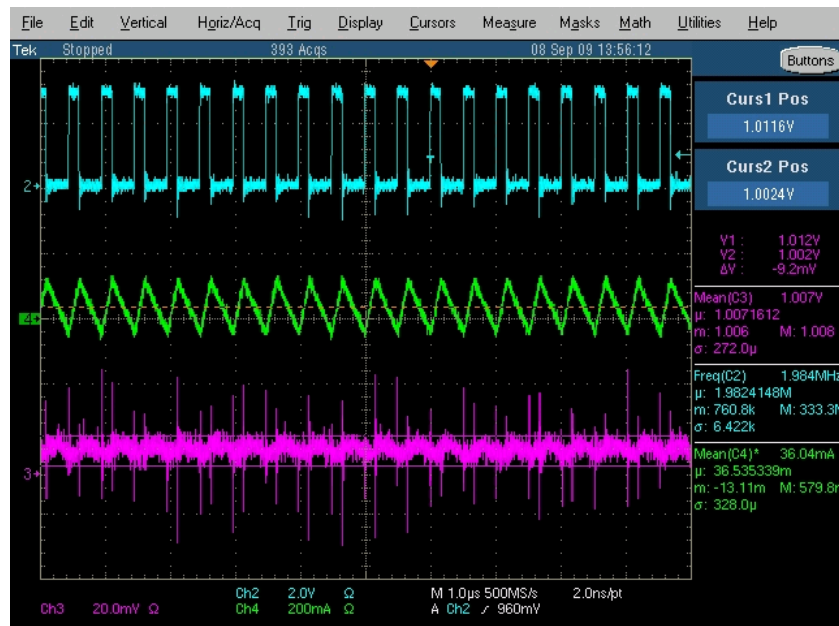 File Edit Vertical Horiz/Acq Trig Display Cursors Measure Masks Math Utilities Help
Tek Stopped 393 Acqs 08 Sep 09 13:56:12
Buttons
Curs1 Pos
1.0116V
Curs2 Pos
1.0024V
V1 : 1.012V
V2 : 1.002V
ΔV : -9.2mV
Mean(C3) 1.007V
µ: 1.0071612
m: 1.006 M: 1.008
σ: 272.0µ
Freq(C2) 1.984MHz
µ: 1.9824148M
m: 760.8k M: 333.3M
σ: 6.422k
Mean(C4)* 36.04mA
µ: 36.535339m
m: -13.11m M: 579.8m
σ: 328.0µ
2
4
3
Ch2 2.0V Ω M 1.0µs 500MS/s 2.0ns/pt
Ch3 20.0mV Ω Ch4 200mA Ω A Ch2 ⌿ 960mV